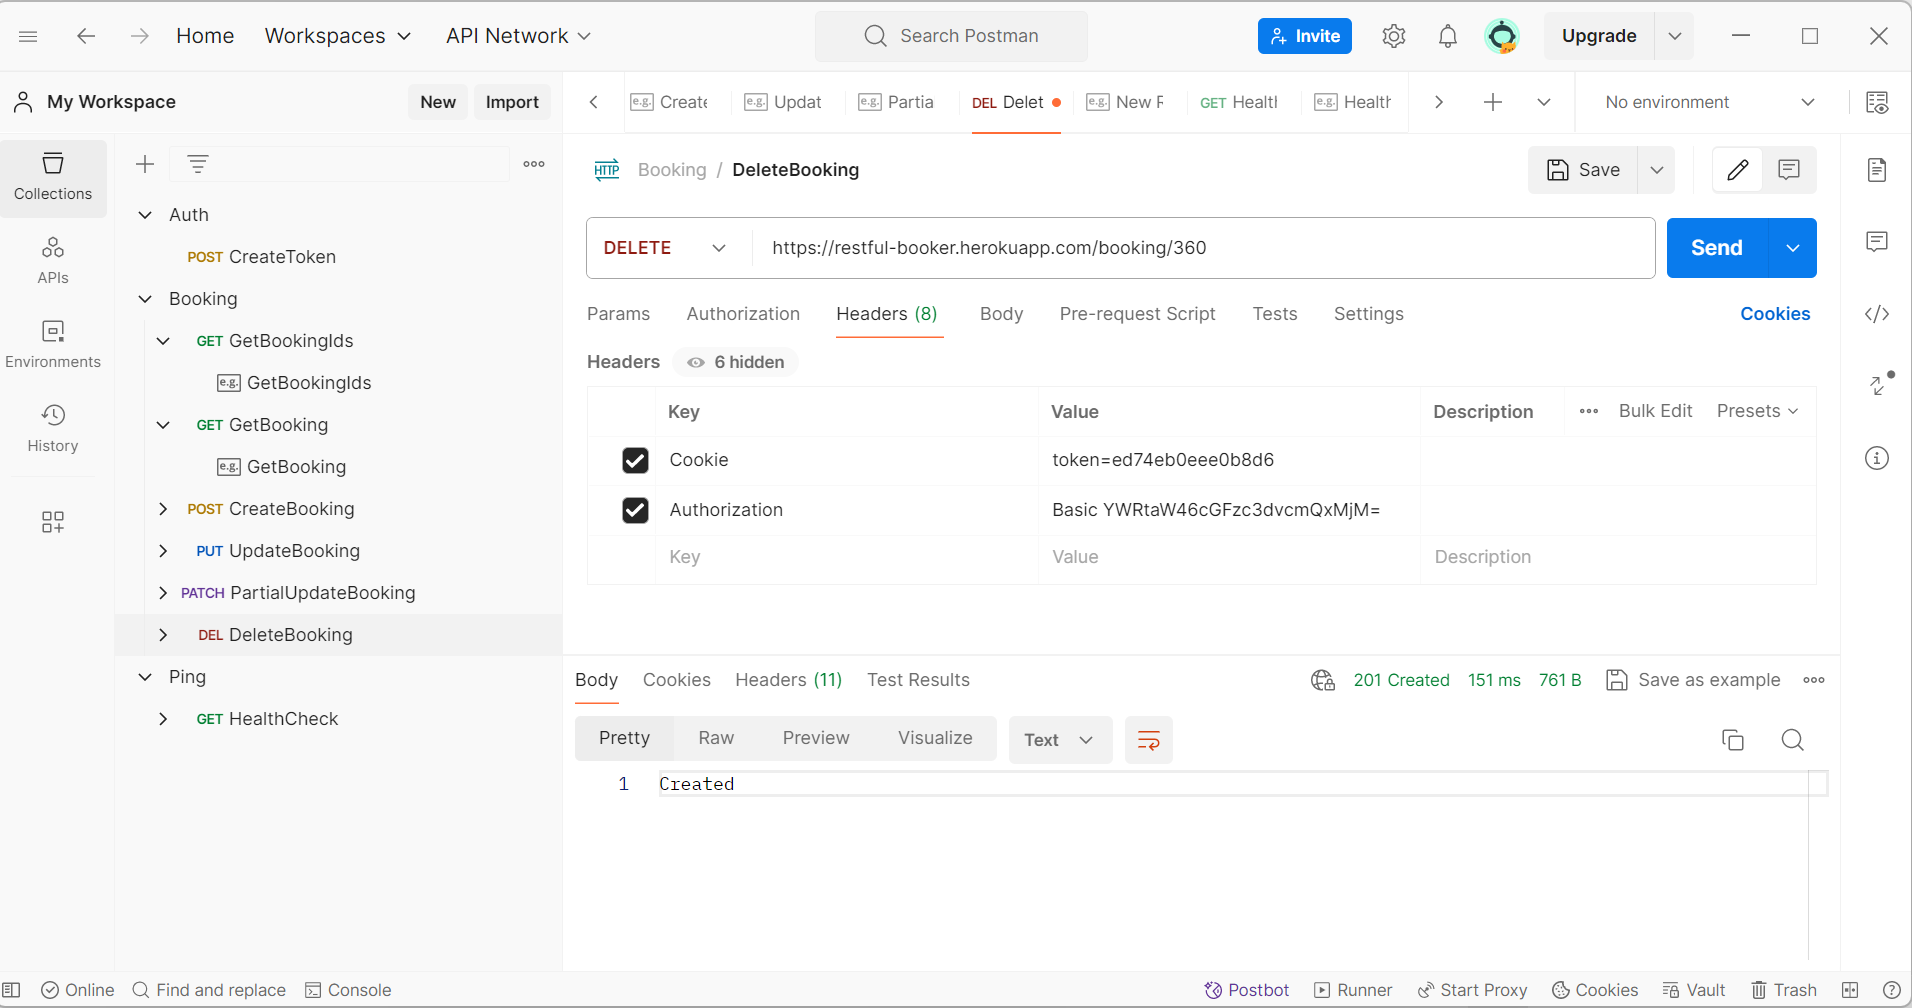 Home Workspaces API Network Search Postman Invite Upgrade
My Workspace New Import e.g. Create e.g. Updat e.g. Partia DEL Delet e.g. New F GET Healtl e.g. Healtl No environment
Collections
APIs
Environments
History
Auth
POST CreateToken
Booking
GET GetBookingIds
e.g. GetBookingIds
GET GetBooking
e.g. GetBooking
POST CreateBooking
PUT UpdateBooking
PATCH PartialUpdateBooking
DEL DeleteBooking
Ping
GET HealthCheck
HTTP Booking / DeleteBooking Save
DELETE https://restful-booker.herokuapp.com/booking/360 Send
Params Authorization Headers (8) Body Pre-request Script Tests Settings Cookies
Headers 6 hidden
Key Value Description Bulk Edit Presets
Cookie token=ed74eb0eee0b8d6
Authorization Basic YWRtaW46cGFzc3dvcmQxMjM=
Key Value Description
Body Cookies Headers (11) Test Results 201 Created 151 ms 761 B Save as example
Pretty Raw Preview Visualize Text
1 Created
Online Find and replace Console Postbot Runner Start Proxy Cookies Vault Trash